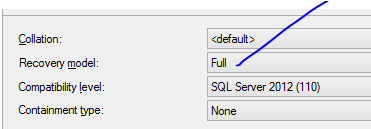 Collation: <default>
Recovery model: Full
Compatibility level: SQL Server 2012 (110)
Containment type: None